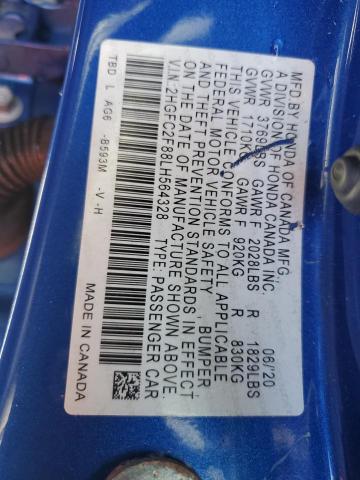 MFD BY HONDA OF CANADA MFG. 06/20
A DIVISION OF HONDA CANADA INC.
GVWR 3769LBS GAWR F 2028LBS R 1829LBS
GVWR 1710KG GAWR F 920KG R 830KG
THIS VEHICLE CONFORMS TO ALL APPLICABLE
FEDERAL MOTOR VEHICLE SAFETY, BUMPER
AND THEFT PREVENTION STANDARDS IN EFFECT
ON THE DATE OF MANUFACTURE SHOWN ABOVE.
V.I.N:2HGFC2F88LH564328 TYPE: PASSENGER CAR
TBD L AG6 -B593M -V-H MADE IN CANADA